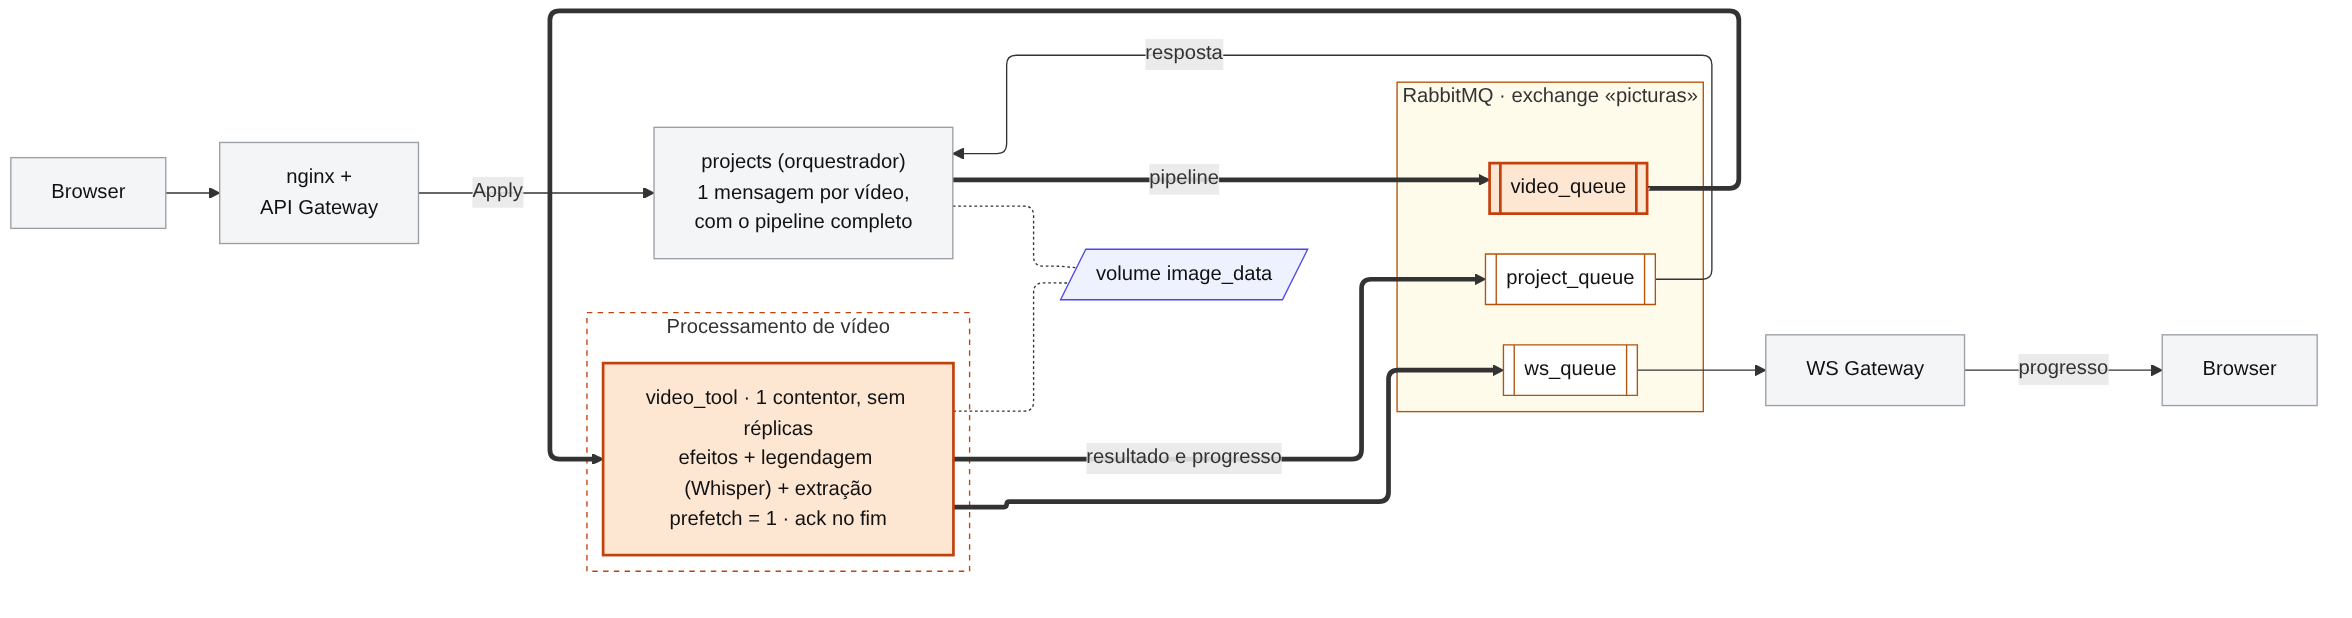 resposta
RabbitMQ · exchange «picturas»
Browser
nginx +
API Gateway
Apply
projects (orquestrador)
1 mensagem por vídeo,
com o pipeline completo
pipeline
video_queue
volume image_data
project_queue
Processamento de vídeo
video_tool · 1 contentor, sem
réplicas
efeitos + legendagem
(Whisper) + extração
prefetch = 1 · ack no fim
resultado e progresso
ws_queue
WS Gateway
progresso
Browser